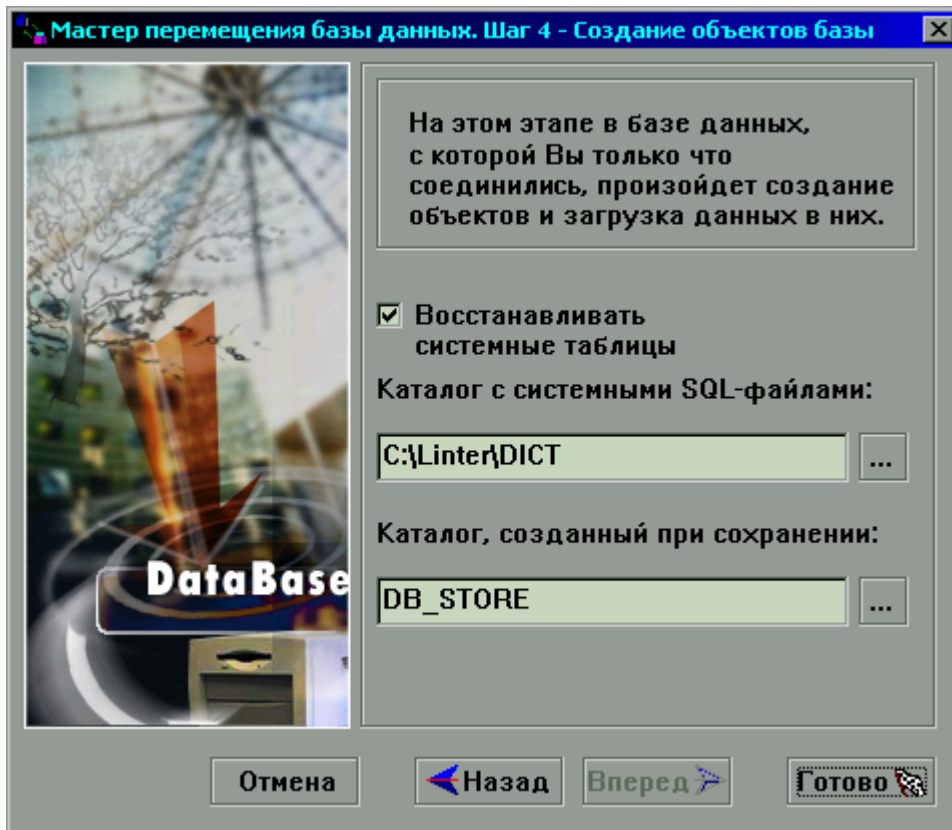 Мастер перемещения базы данных. Шаг 4 - Создание объектов базы
На этом этапе в базе данных,
с которой Вы только что
соединились, произойдет создание
объектов и загрузка данных в них.
Восстанавливать
системные таблицы
Каталог с системными SQL-файлами:
C:\Linter\DICT
...
Каталог, созданный при сохранении:
DB_STORE
...
DataBase
Отмена
Назад
Вперед
Готово